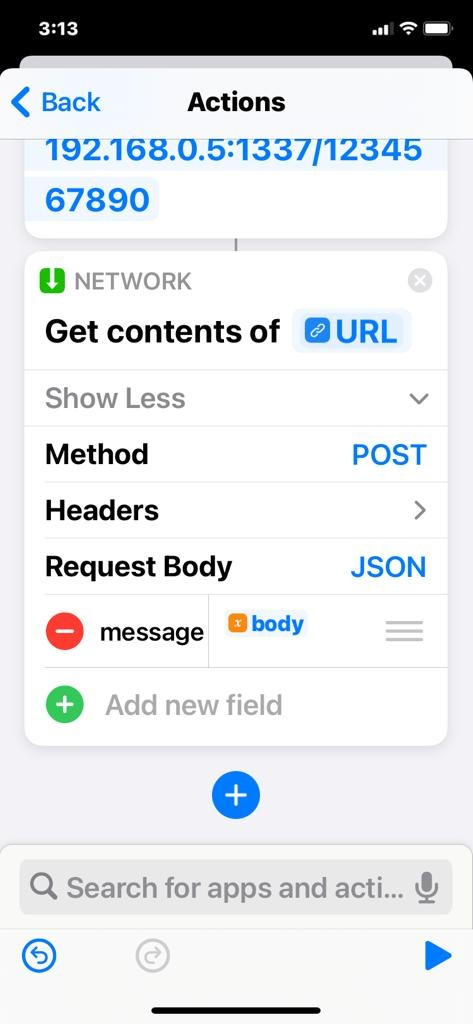 3:13
Back
Actions
192.168.0.5:1337/12345
67890
NETWORK
Get contents of URL
Show Less
Method POST
Headers
Request Body JSON
message x body
Add new field
Search for apps and acti...